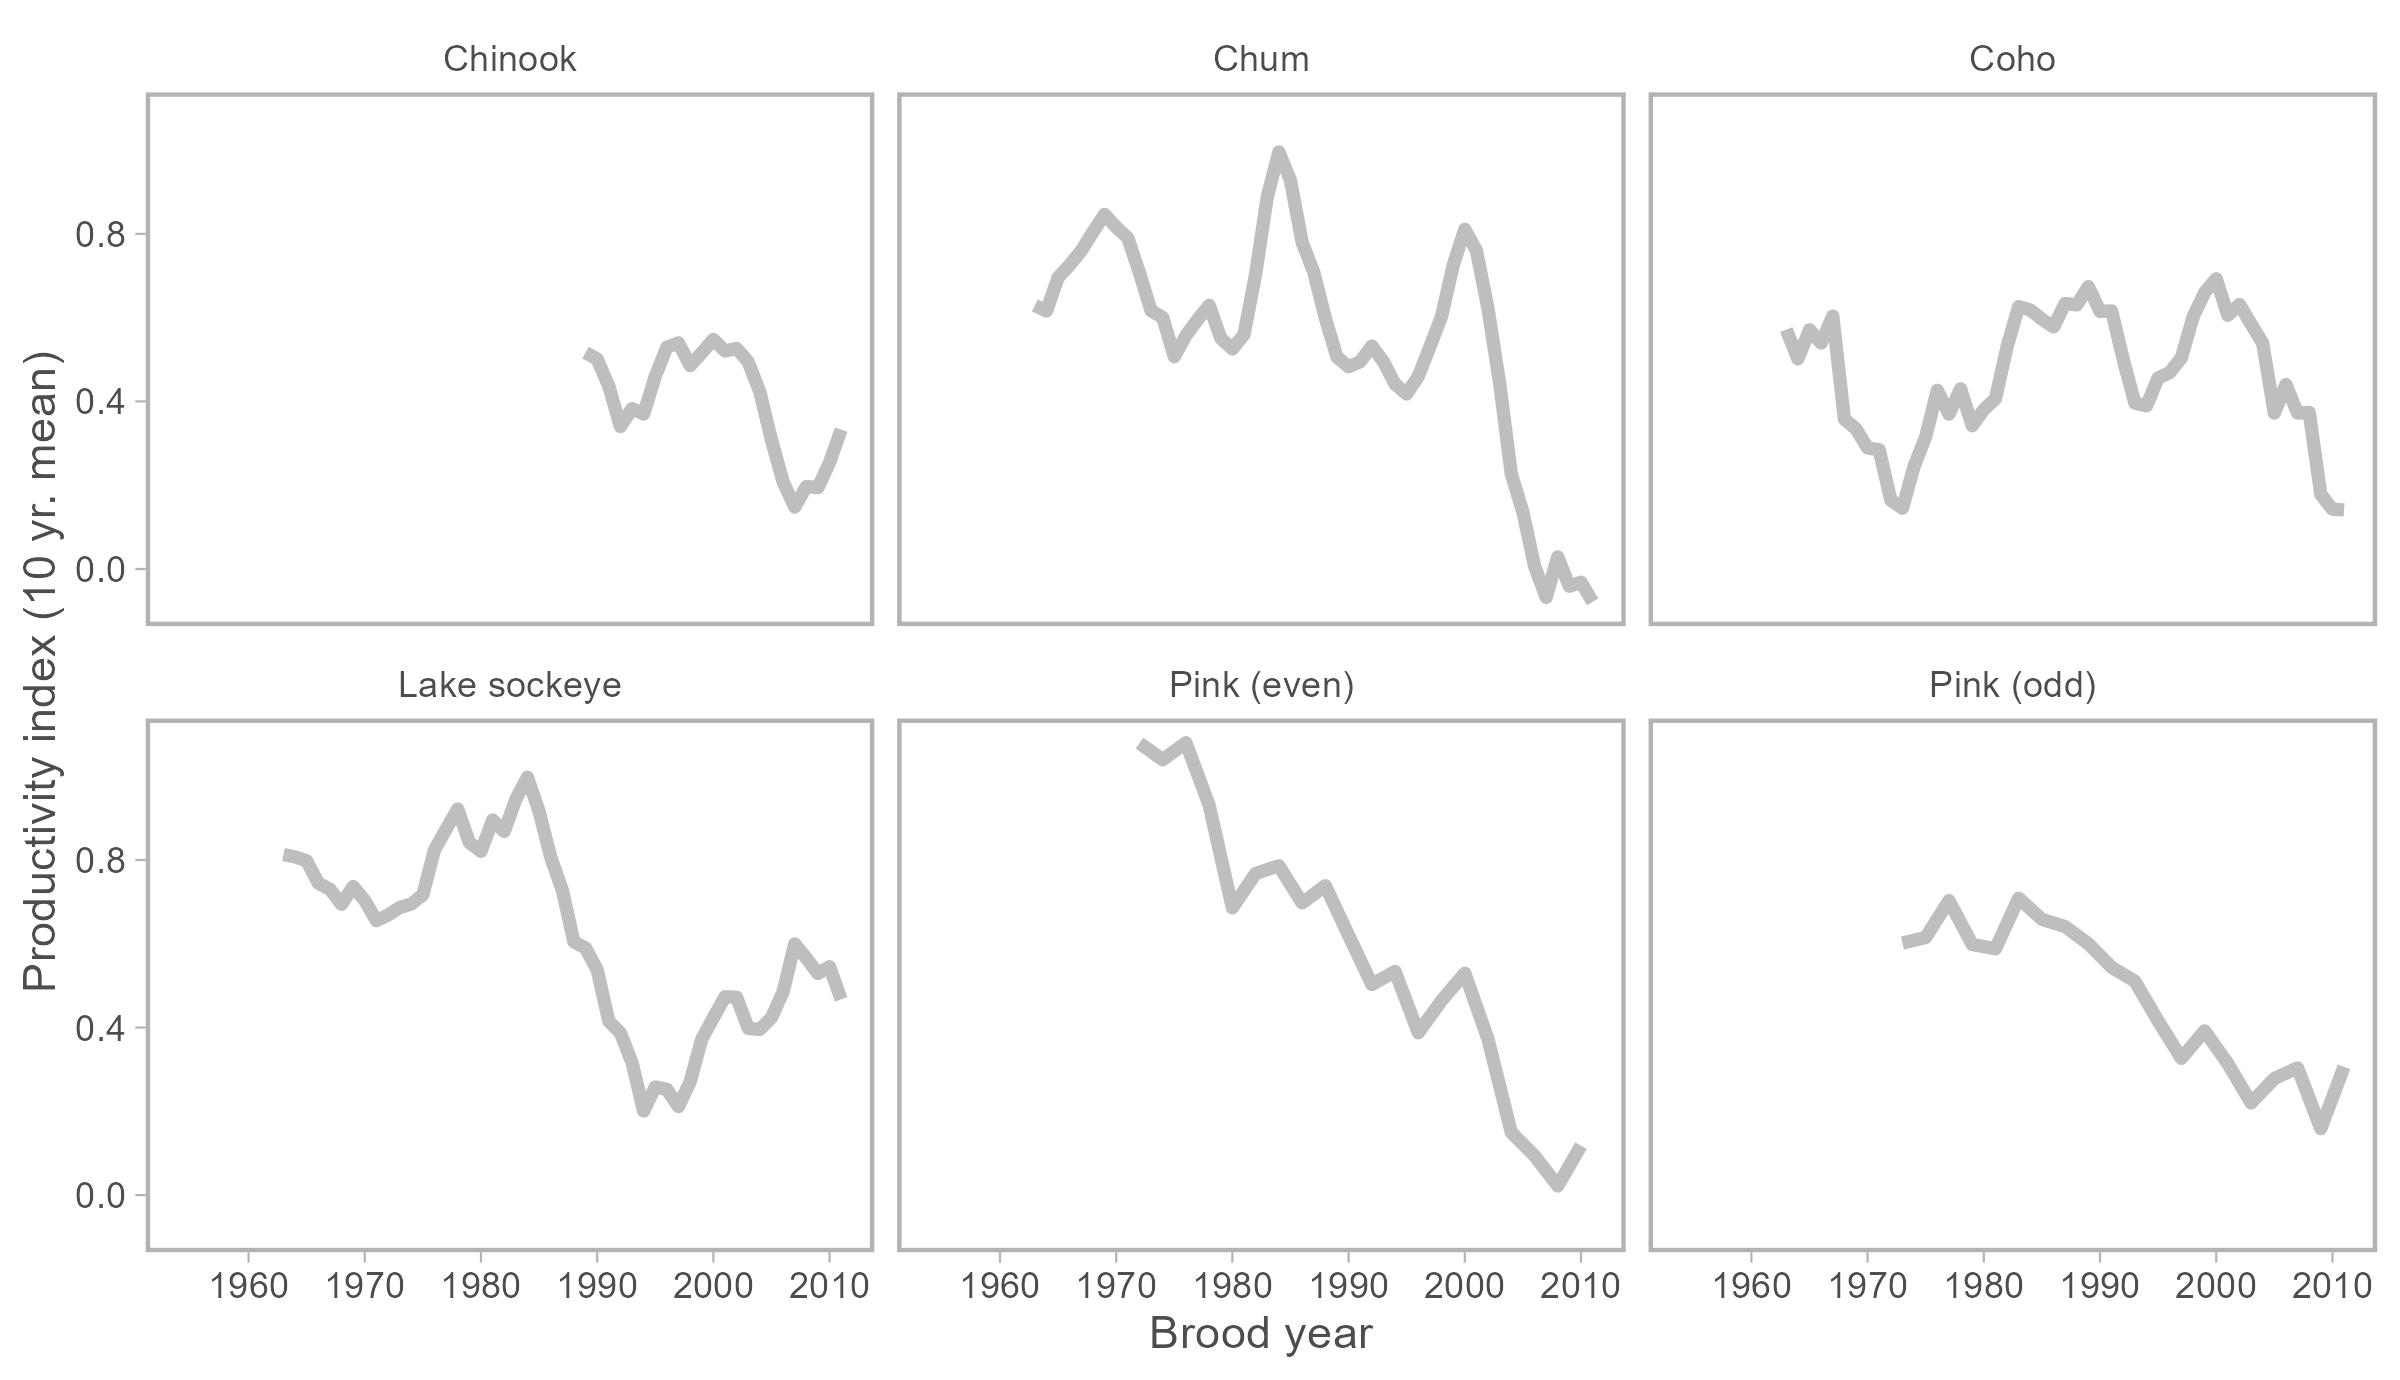 Chinook
Chum
Coho
0.8
0.4
0.0
Productivity index (10 yr. mean)
Lake sockeye
Pink (even)
Pink (odd)
0.8
0.4
0.0
1960 1970 1980 1990 2000 2010
1960 1970 1980 1990 2000 2010
1960 1970 1980 1990 2000 2010
Brood year